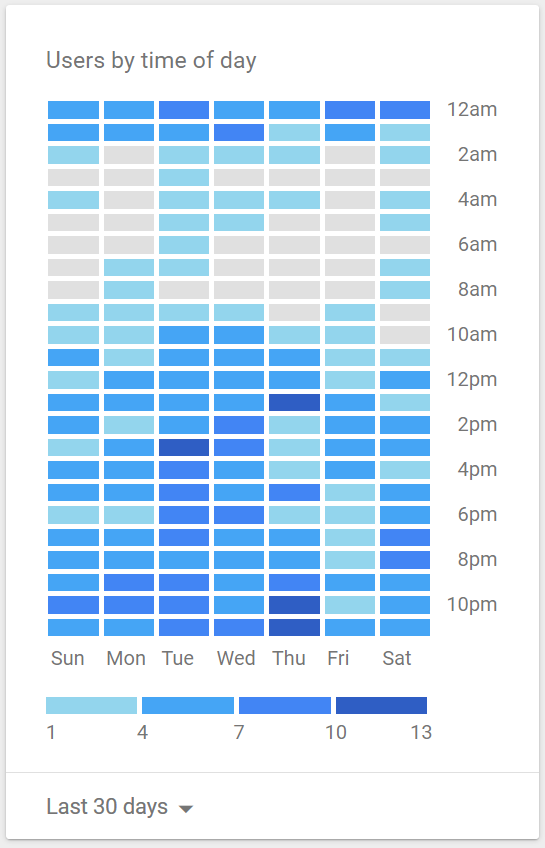 Users by time of day
12am
2am
4am
6am
8am
10am
12pm
2pm
4pm
6pm
8pm
10pm
Sun Mon Tue Wed Thu Fri Sat
1 4 7 10 13
Last 30 days